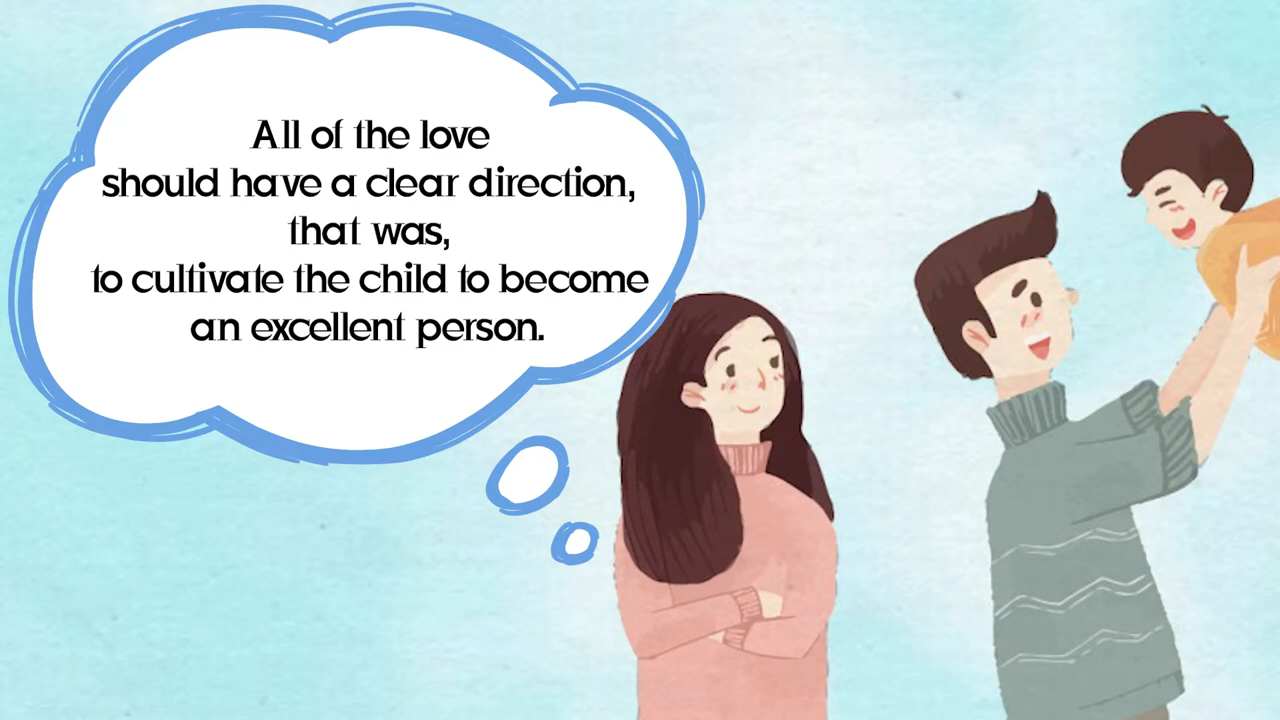 All of the love
should have a clear direction,
that was,
to cultivate the child to become
an excellent person.